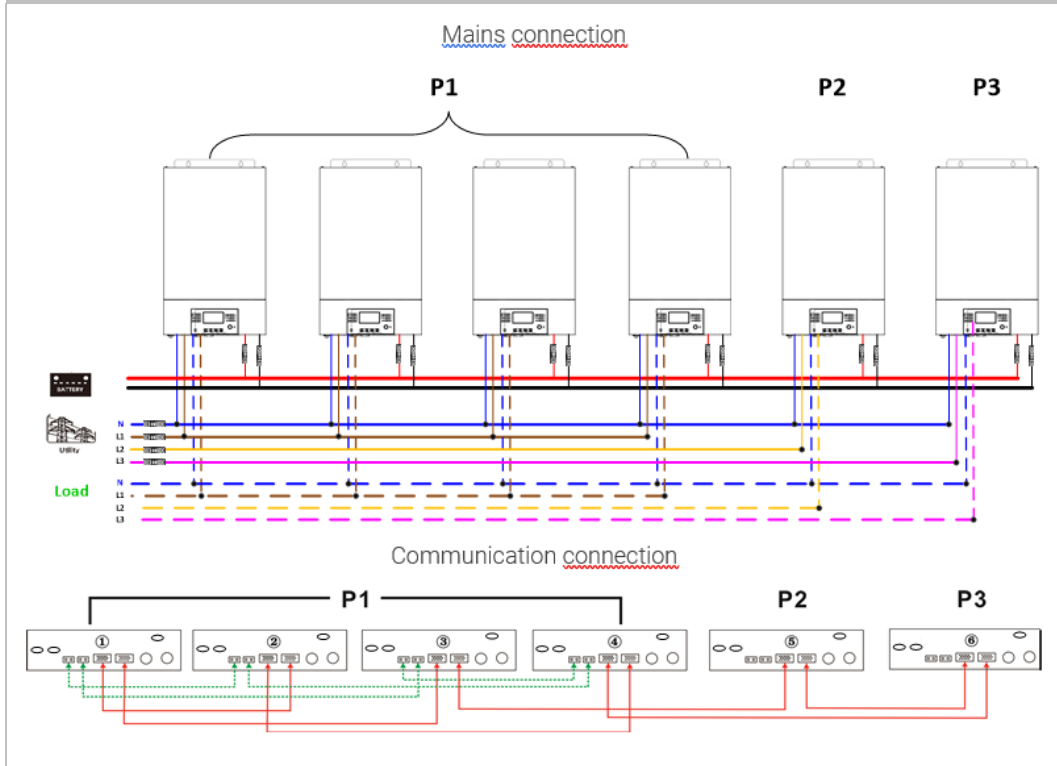 Mains connection
P1 P2 P3
BATTERY
Utility
N
L1
L2
L3
Load
N
L1
L2
L3
Communication connection
P1 P2 P3
① ② ③ ④ ⑤ ⑥